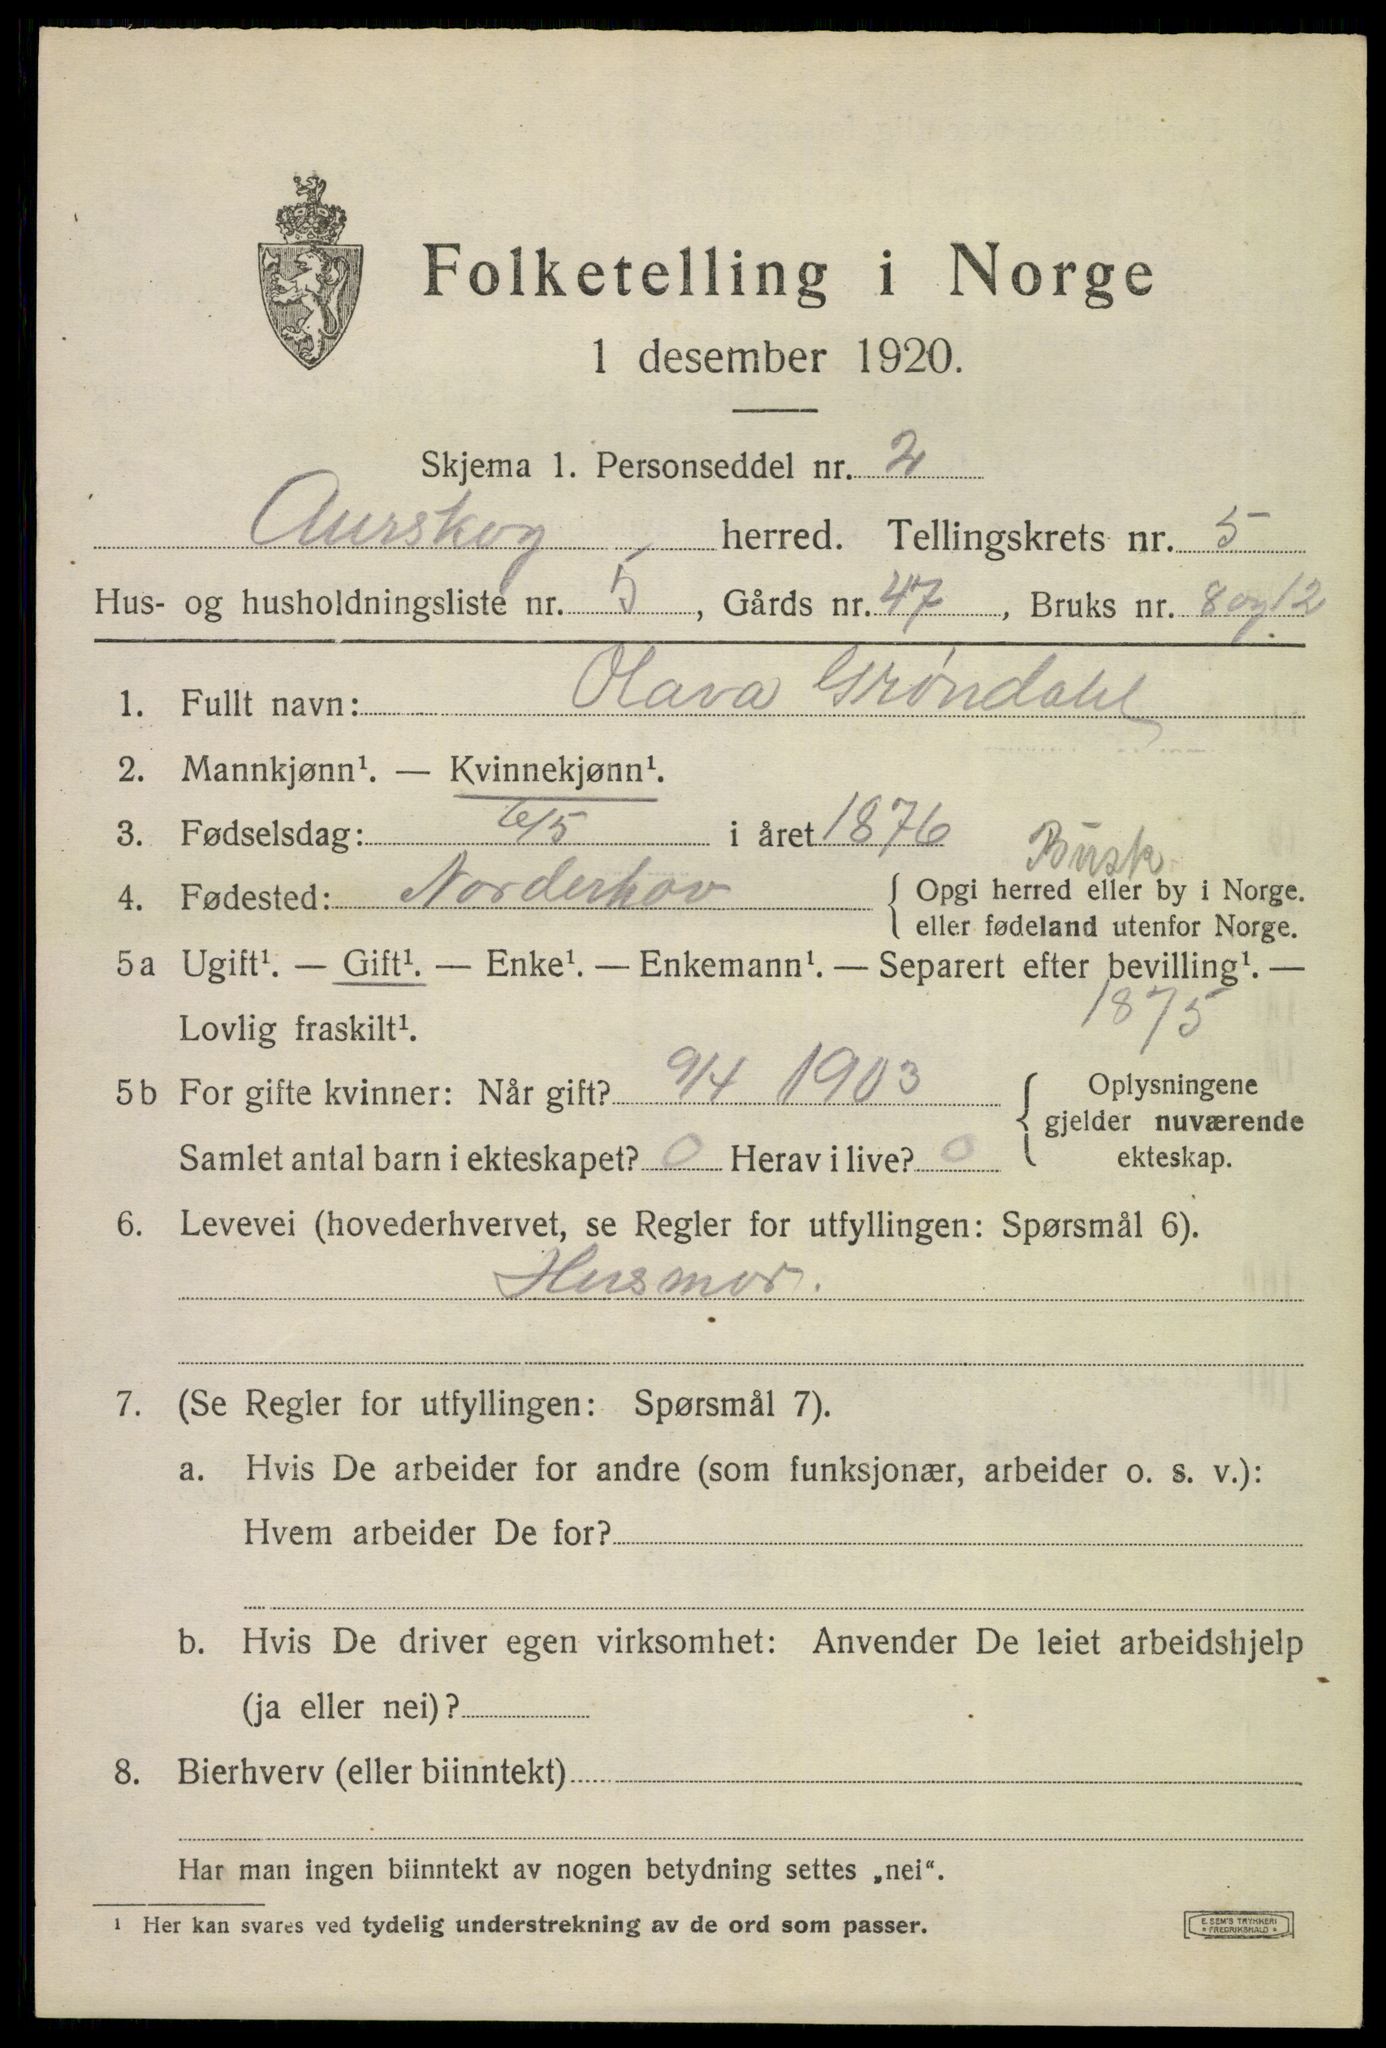 Folketelling i Norge
1 desember 1920.
Skjema 1. Personseddel nr. 2
Aurskog herred. Tellingskrets nr. 5
Hus- og husholdningsliste nr. 5, Gårds nr. 47, Bruks nr. 8 og 12
1. Fullt navn: Olava Grøndahl
2. Mannkjønn¹. — Kvinnekjønn¹.
3. Fødselsdag: 6/5 i året 1876
Busk
4. Fødested: Norderhov { Opgi herred eller by i Norge.
eller fødeland utenfor Norge.
5a Ugift¹. — Gift¹. — Enke¹. — Enkemann¹. — Separert efter bevilling¹. —
Lovlig fraskilt¹. 1875
5b For gifte kvinner: Når gift? 9/4 1903 { Oplysningene
gjelder nuværende
Samlet antal barn i ekteskapet? 0 Herav i live? 0 ekteskap.
6. Levevei (hovederhvervet, se Regler for utfyllingen: Spørsmål 6).
Husmor.
7. (Se Regler for utfyllingen: Spørsmål 7).
a. Hvis De arbeider for andre (som funksjonær, arbeider o. s. v.):
Hvem arbeider De for?
b. Hvis De driver egen virksomhet: Anvender De leiet arbeidshjelp
(ja eller nei)?
8. Bierhverv (eller biinntekt)
Har man ingen biinntekt av nogen betydning settes „nei“.
¹ Her kan svares ved tydelig understrekning av de ord som passer.
E. SEM'S TRYKKERI
* FREDRIKSHALD *